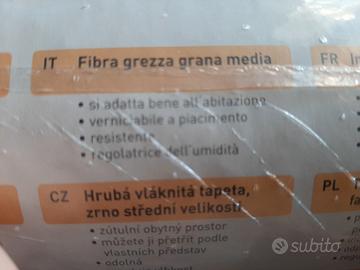 IT Fibra grezza grana media
FR
• si adatta bene all'abitazione
• verniciabile a piacimento
• resistente
• regolatrice dell'umidità
CZ Hrubá vláknitá tapeta,
zrno střední velikosti
PL
• zútulní obytný prostor
• můžete ji přetřít podle
vlastních představ
• odolná
subito